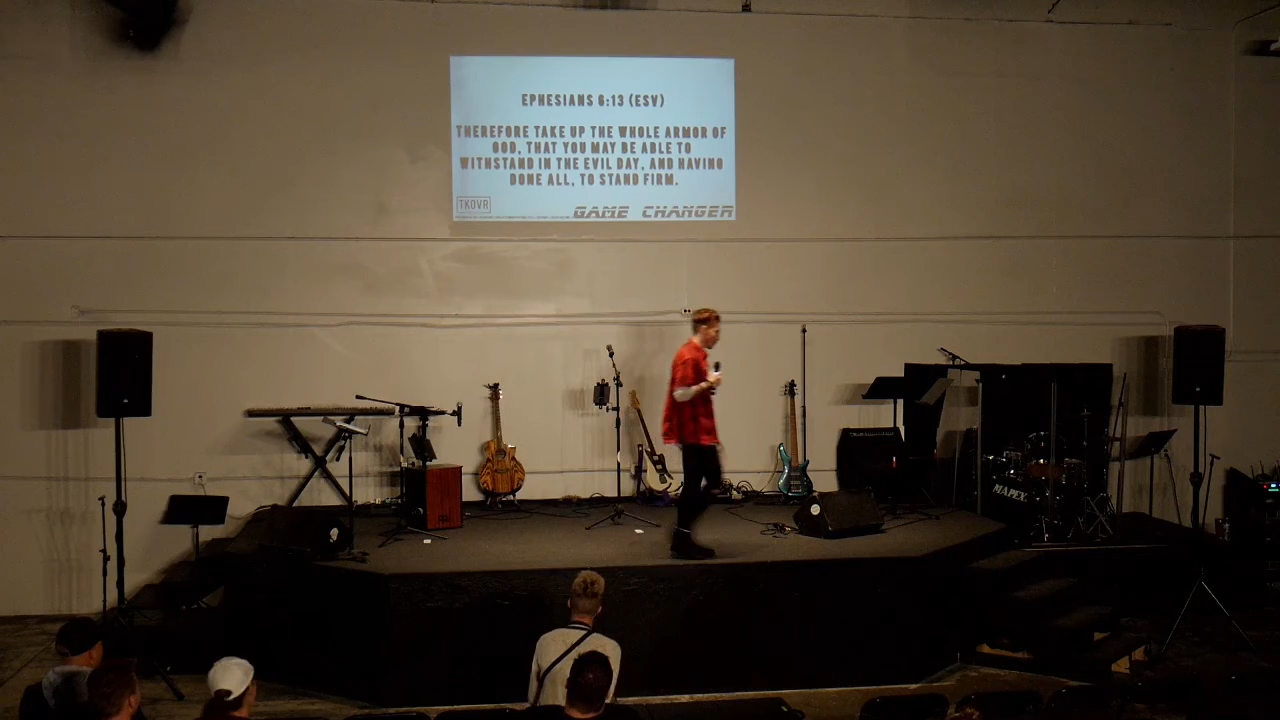 EPHESIANS 6:13 (ESV)
THEREFORE TAKE UP THE WHOLE ARMOR OF
GOD, THAT YOU MAY BE ABLE TO
WITHSTAND IN THE EVIL DAY, AND HAVING
DONE ALL, TO STAND FIRM.
TKOVR
GAME CHANGER
MAPEX